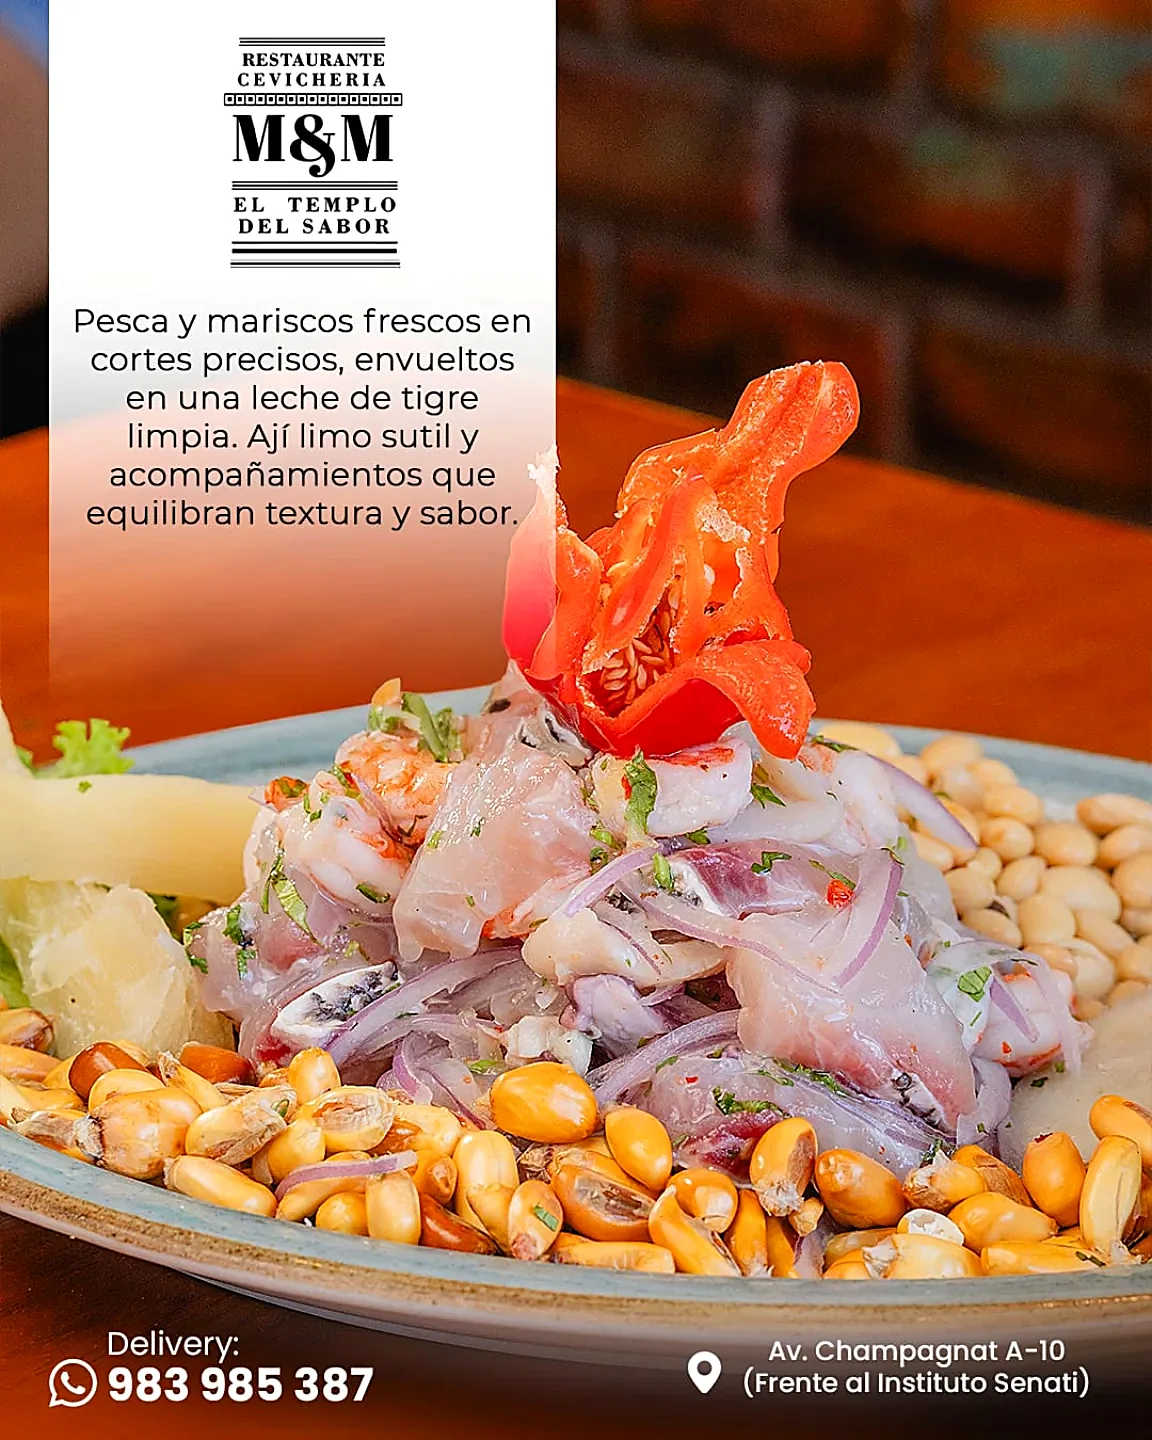 RESTAURANTE
CEVICHERIA
M&M
EL TEMPLO
DEL SABOR
Pesca y mariscos frescos en
cortes precisos, envueltos
en una leche de tigre
limpia. Ají limo sutil y
acompañamientos que
equilibran textura y sabor.
Delivery:
983 985 387
Av. Champagnat A-10
(Frente al Instituto Senati)